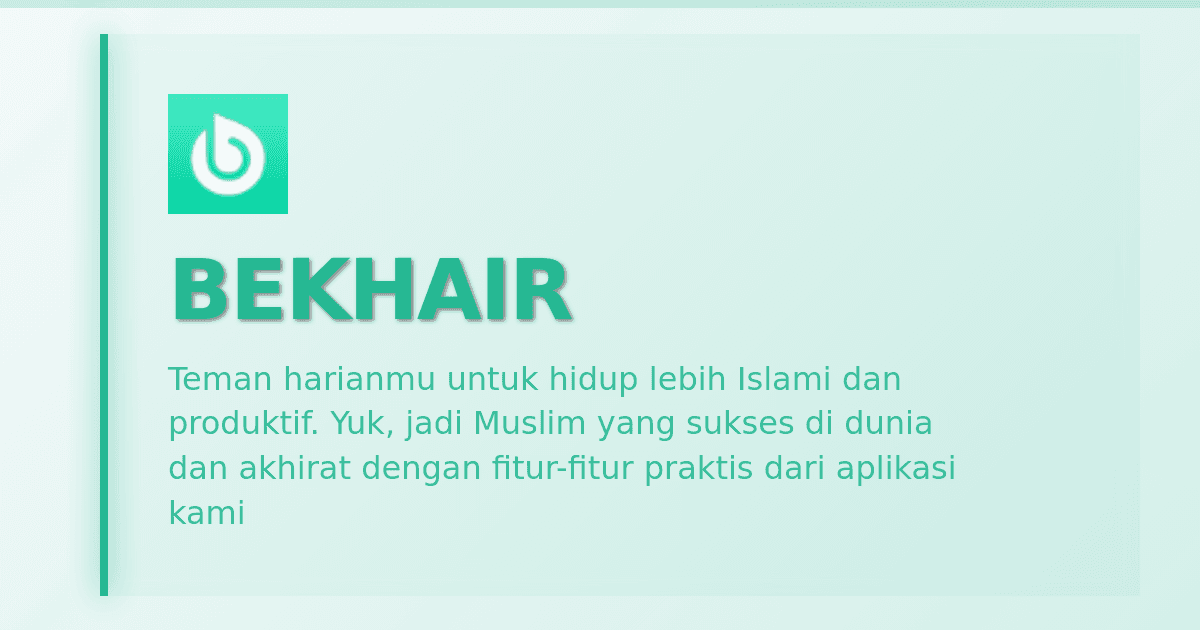 BEKHAIR
Teman harianmu untuk hidup lebih Islami dan
produktif. Yuk, jadi Muslim yang sukses di dunia
dan akhirat dengan fitur-fitur praktis dari aplikasi
kami